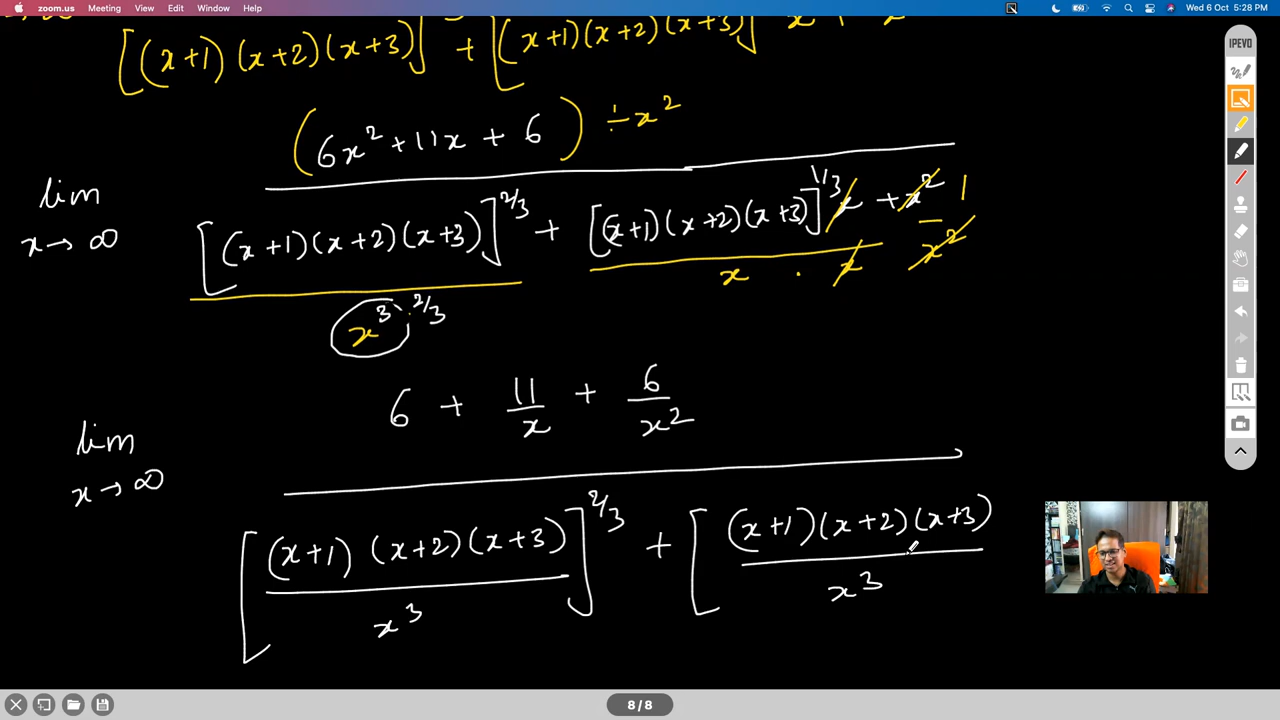 zoom.us Meeting View Edit Window Help Wed 6 Oct 5:28 PM
[(x+1)(x+2)(x+3)] + [(x+1)(x+2)(x+3)]
IPEVO
(6x²+11x + 6) ÷x²
lim x→∞
[(x+1)(x+2)(x+3)]^2/3 + [(x+1)(x+2)(x+3)]^1/3 x + x² 1
x³·2/3 x · x x²
6 + 11/x + 6/x²
lim x→∞
[(x+1)(x+2)(x+3)/x³]^2/3 + [(x+1)(x+2)(x+3)/x³
8/8